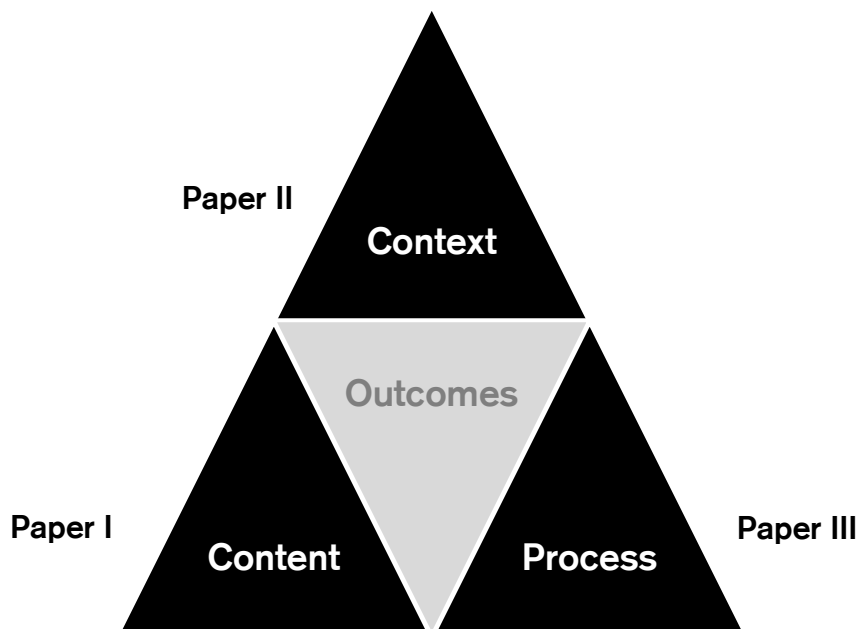 Paper II
Context
Outcomes
Paper I
Paper III
Content
Process